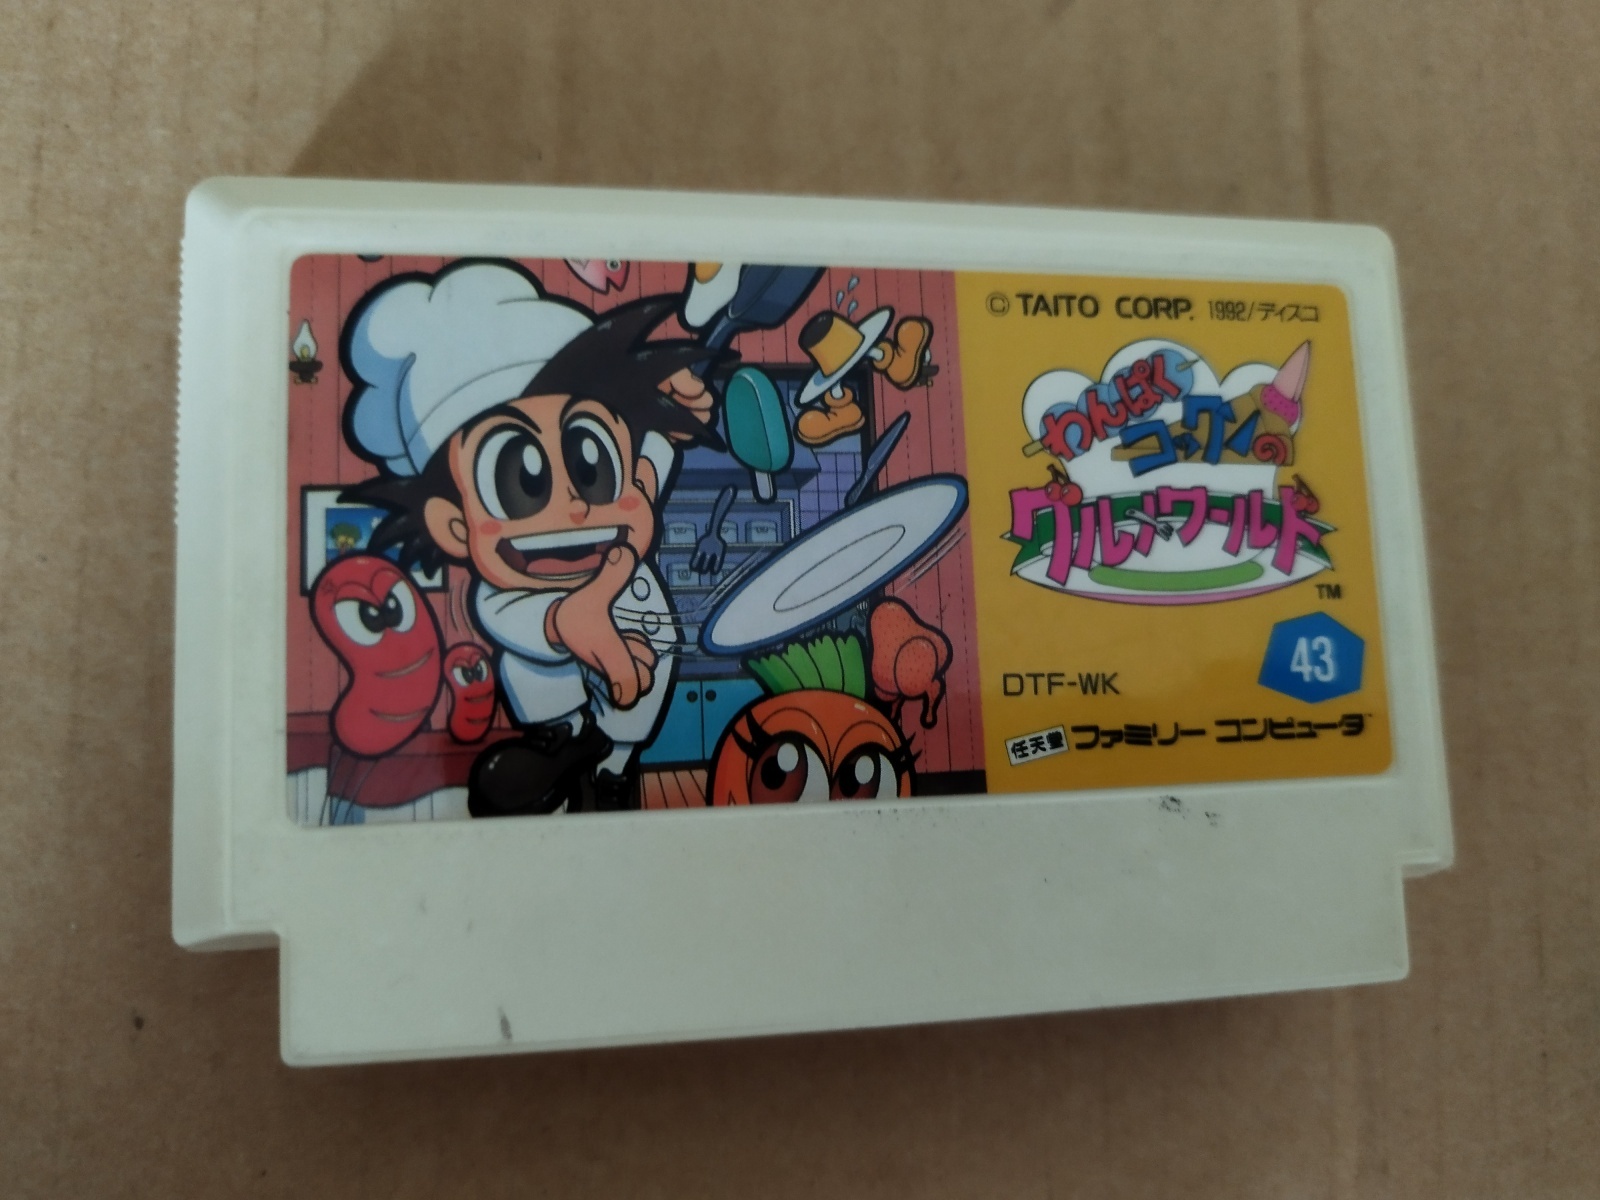 © TAITO CORP. 1992/ディスコ
わんぱく
コックンの
グルメワールド
TM
43
DTF-WK
任天堂 ファミリーコンピュータ